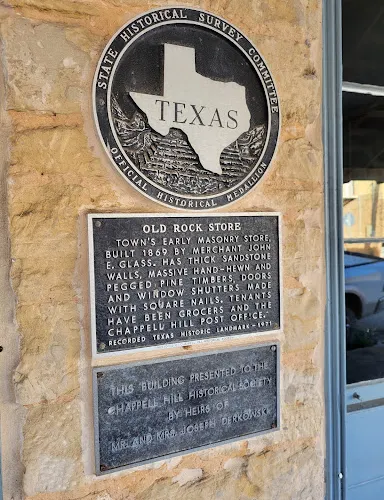 STATE HISTORICAL SURVEY COMMITTEE
TEXAS
OFFICIAL HISTORICAL MEDALLION
OLD ROCK STORE
TOWN'S EARLY MASONRY STORE,
BUILT 1869 BY MERCHANT JOHN
E. GLASS. HAS THICK SANDSTONE
WALLS, MASSIVE HAND-HEWN AND
PEGGED PINE TIMBERS, DOORS
AND WINDOW SHUTTERS MADE
WITH SQUARE NAILS. TENANTS
HAVE BEEN GROCERS AND THE
CHAPPELL HILL POST OFFICE.
RECORDED TEXAS HISTORIC LANDMARK-1971
THIS BUILDING PRESENTED TO THE
CHAPPELL HILL HISTORICAL SOCIETY
BY HEIRS OF
MR. AND MRS. JOSEPH DERKOWSKI